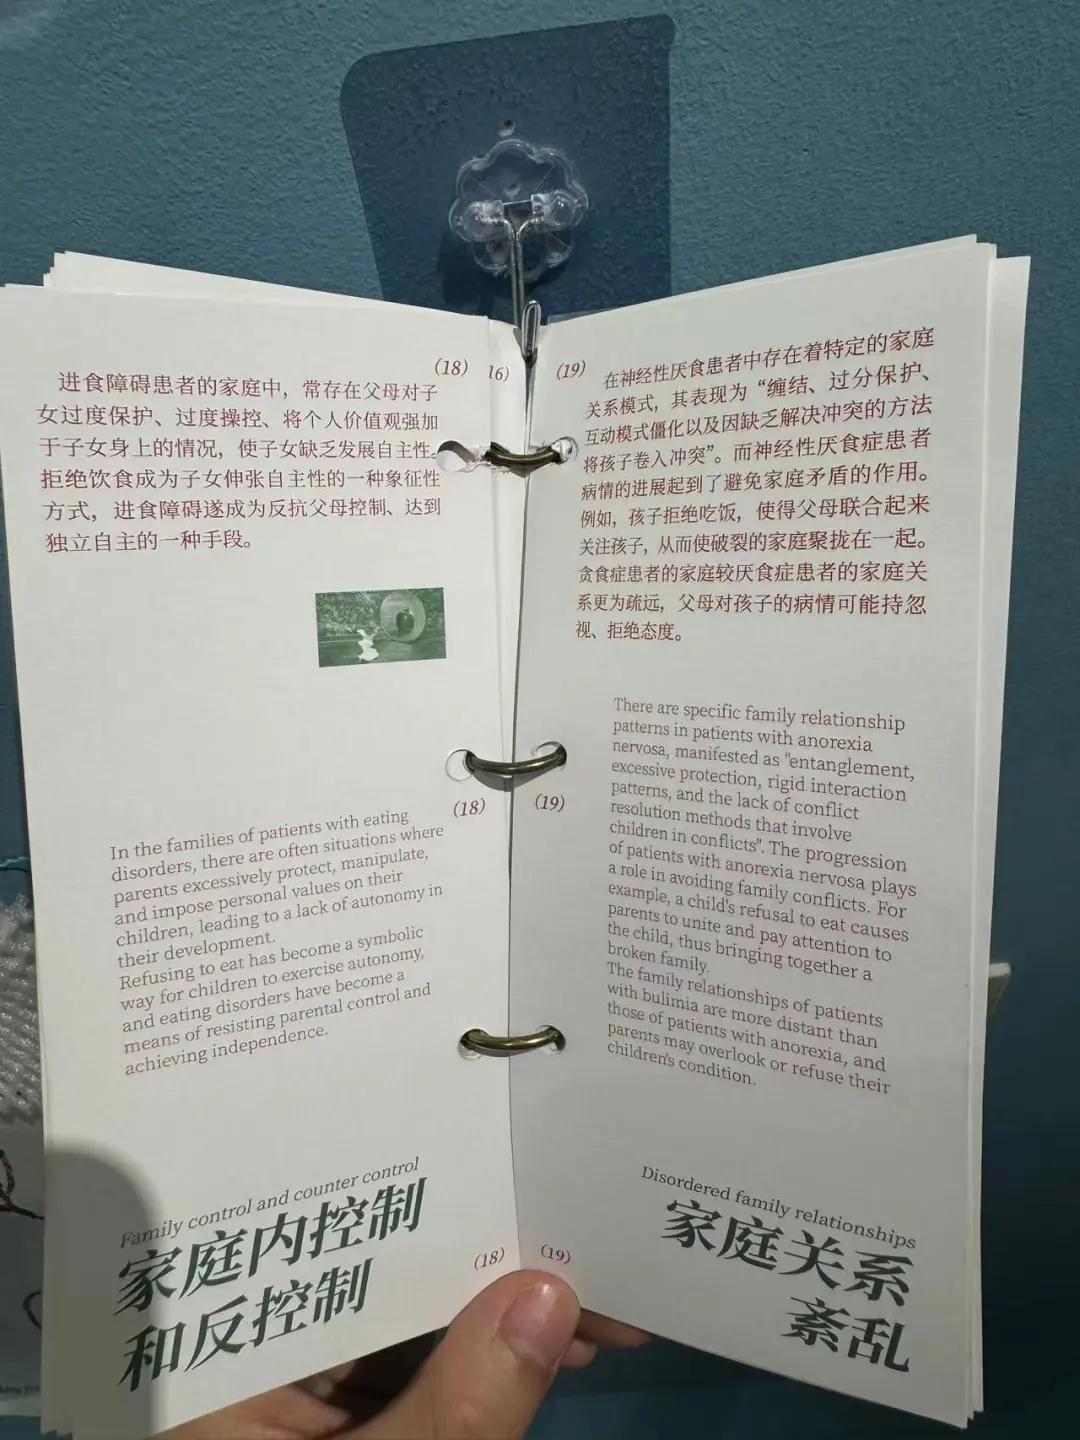 (18)
进食障碍患者的家庭中，常存在父母对子
女过度保护、过度操控、将个人价值观强加
于子女身上的情况，使子女缺乏发展自主性。
拒绝饮食成为子女伸张自主性的一种象征性
方式，进食障碍遂成为反抗父母控制、达到
独立自主的一种手段。
(18)
In the families of patients with eating
disorders, there are often situations where
parents excessively protect, manipulate,
and impose personal values on their
children, leading to a lack of autonomy in
their development.
Refusing to eat has become a symbolic
way for children to exercise autonomy,
and eating disorders have become a
means of resisting parental control and
achieving independence.
Family control and counter control
家庭内控制
和反控制
(18)
16)
(19)
在神经性厌食患者中存在着特定的家庭
关系模式，其表现为“缠结、过分保护、
互动模式僵化以及因缺乏解决冲突的方法
将孩子卷入冲突”。而神经性厌食症患者
病情的进展起到了避免家庭矛盾的作用。
例如，孩子拒绝吃饭，使得父母联合起来
关注孩子，从而使破裂的家庭聚拢在一起。
贪食症患者的家庭较厌食症患者的家庭关
系更为疏远，父母对孩子的病情可能持忽
视、拒绝态度。
(19)
There are specific family relationship
patterns in patients with anorexia
nervosa, manifested as "entanglement,
excessive protection, rigid interaction
patterns, and the lack of conflict
resolution methods that involve
children in conflicts". The progression
of patients with anorexia nervosa plays
a role in avoiding family conflicts. For
example, a child's refusal to eat causes
parents to unite and pay attention to
the child, thus bringing together a
broken family.
The family relationships of patients
with bulimia are more distant than
those of patients with anorexia, and
parents may overlook or refuse their
children's condition.
Disordered family relationships
家庭关系
紊乱
(19)